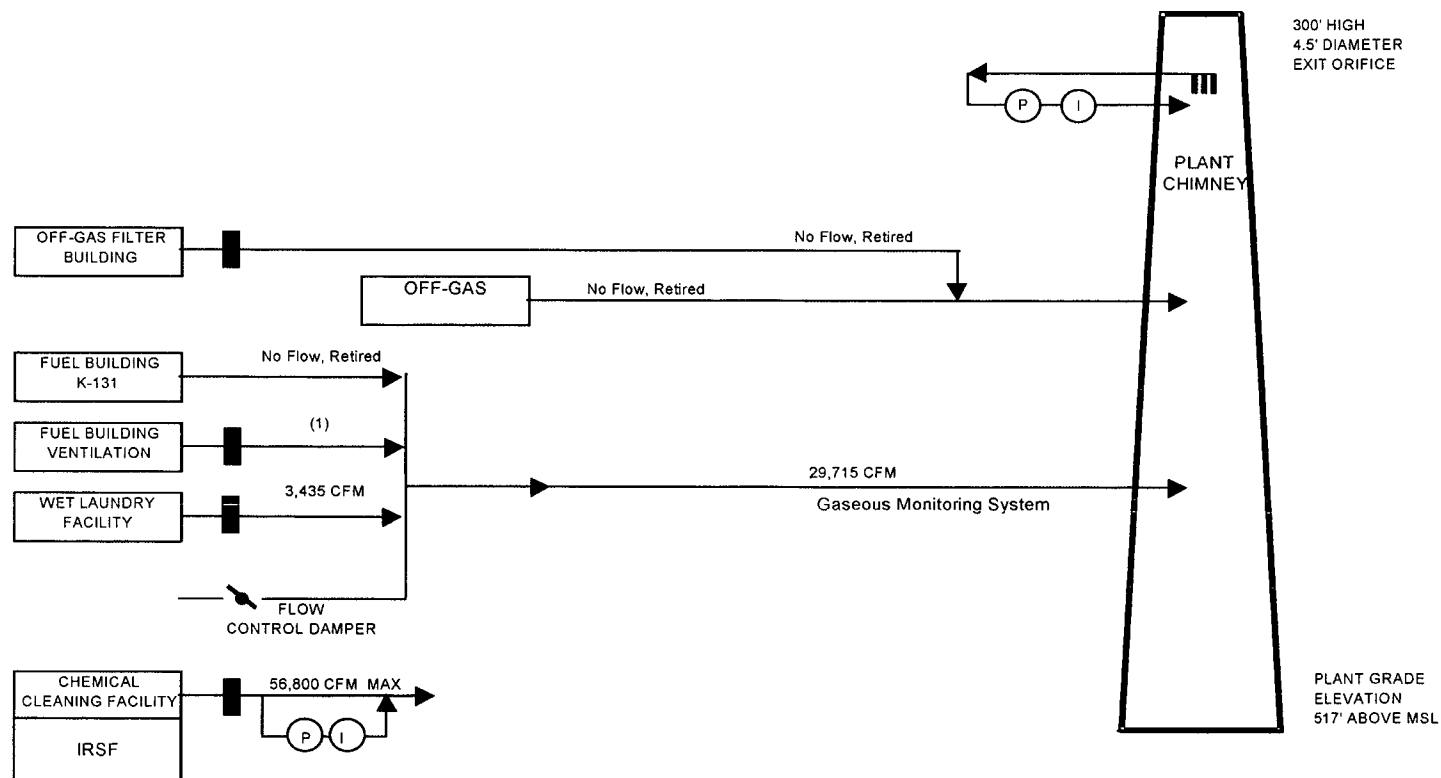 300' HIGH
4.5' DIAMETER
EXIT ORIFICE
P
I
PLANT
CHIMNEY
OFF-GAS FILTER
BUILDING
No Flow, Retired
OFF-GAS
No Flow, Retired
FUEL BUILDING
K-131
No Flow, Retired
FUEL BUILDING
VENTILATION
(1)
WET LAUNDRY
FACILITY
3,435 CFM
29,715 CFM
Gaseous Monitoring System
FLOW
CONTROL DAMPER
CHEMICAL
CLEANING FACILITY
56,800 CFM MAX
P
I
IRSF
PLANT GRADE
ELEVATION
517' ABOVE MSL